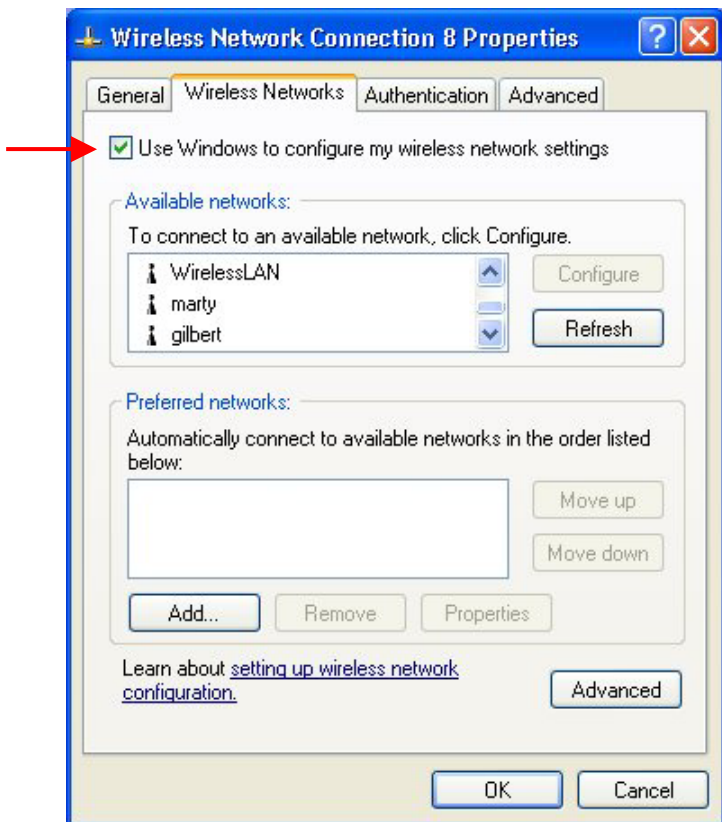 Wireless Network Connection 8 Properties
General Wireless Networks Authentication Advanced
Use Windows to configure my wireless network settings
Available networks:
To connect to an available network, click Configure.
WirelessLAN
marty
gilbert
Configure
Refresh
Preferred networks:
Automatically connect to available networks in the order listed
below:
Move up
Move down
Add... Remove Properties
Learn about setting up wireless network
configuration.
Advanced
OK Cancel